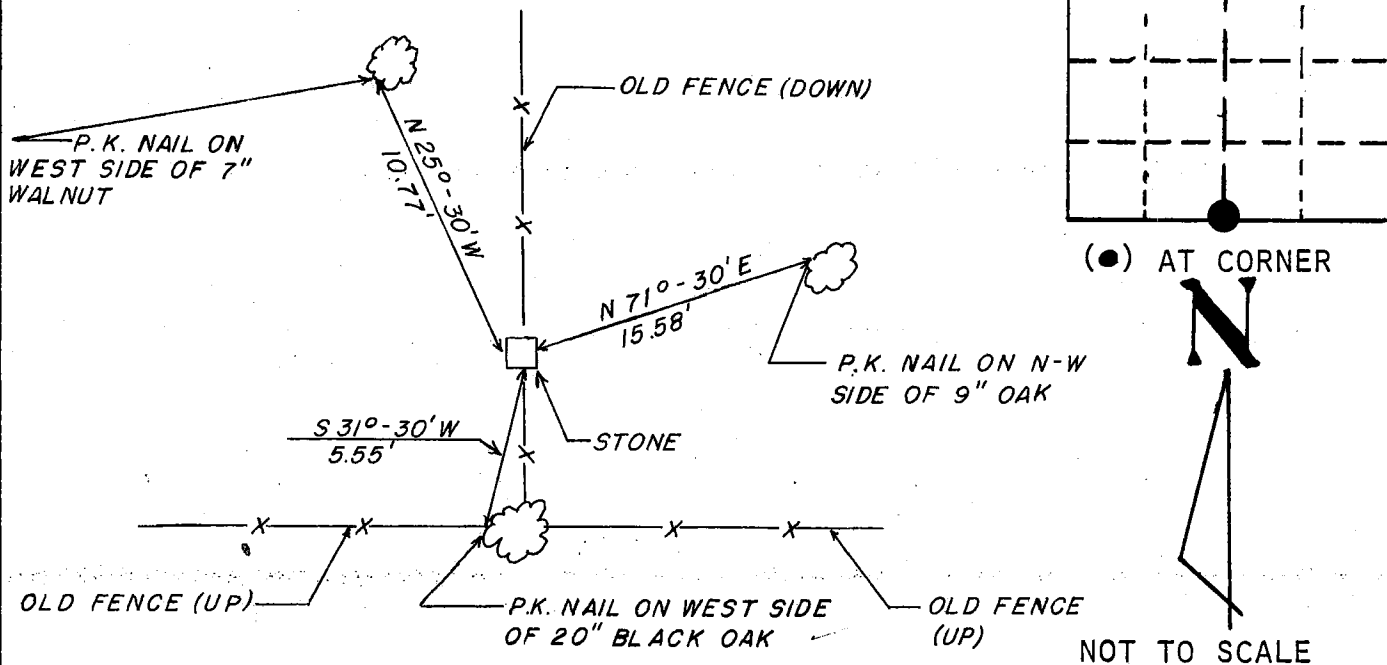 OLD FENCE (DOWN)
P.K. NAIL ON
WEST SIDE OF 7"
WALNUT
N 25°-30' W
10.77'
(●) AT CORNER
N
N 71°-30' E
15.58'
P.K. NAIL ON N-W
SIDE OF 9" OAK
S 31°-30' W
5.55'
STONE
OLD FENCE (UP)
P.K. NAIL ON WEST SIDE
OF 20" BLACK OAK
OLD FENCE
(UP)
NOT TO SCALE